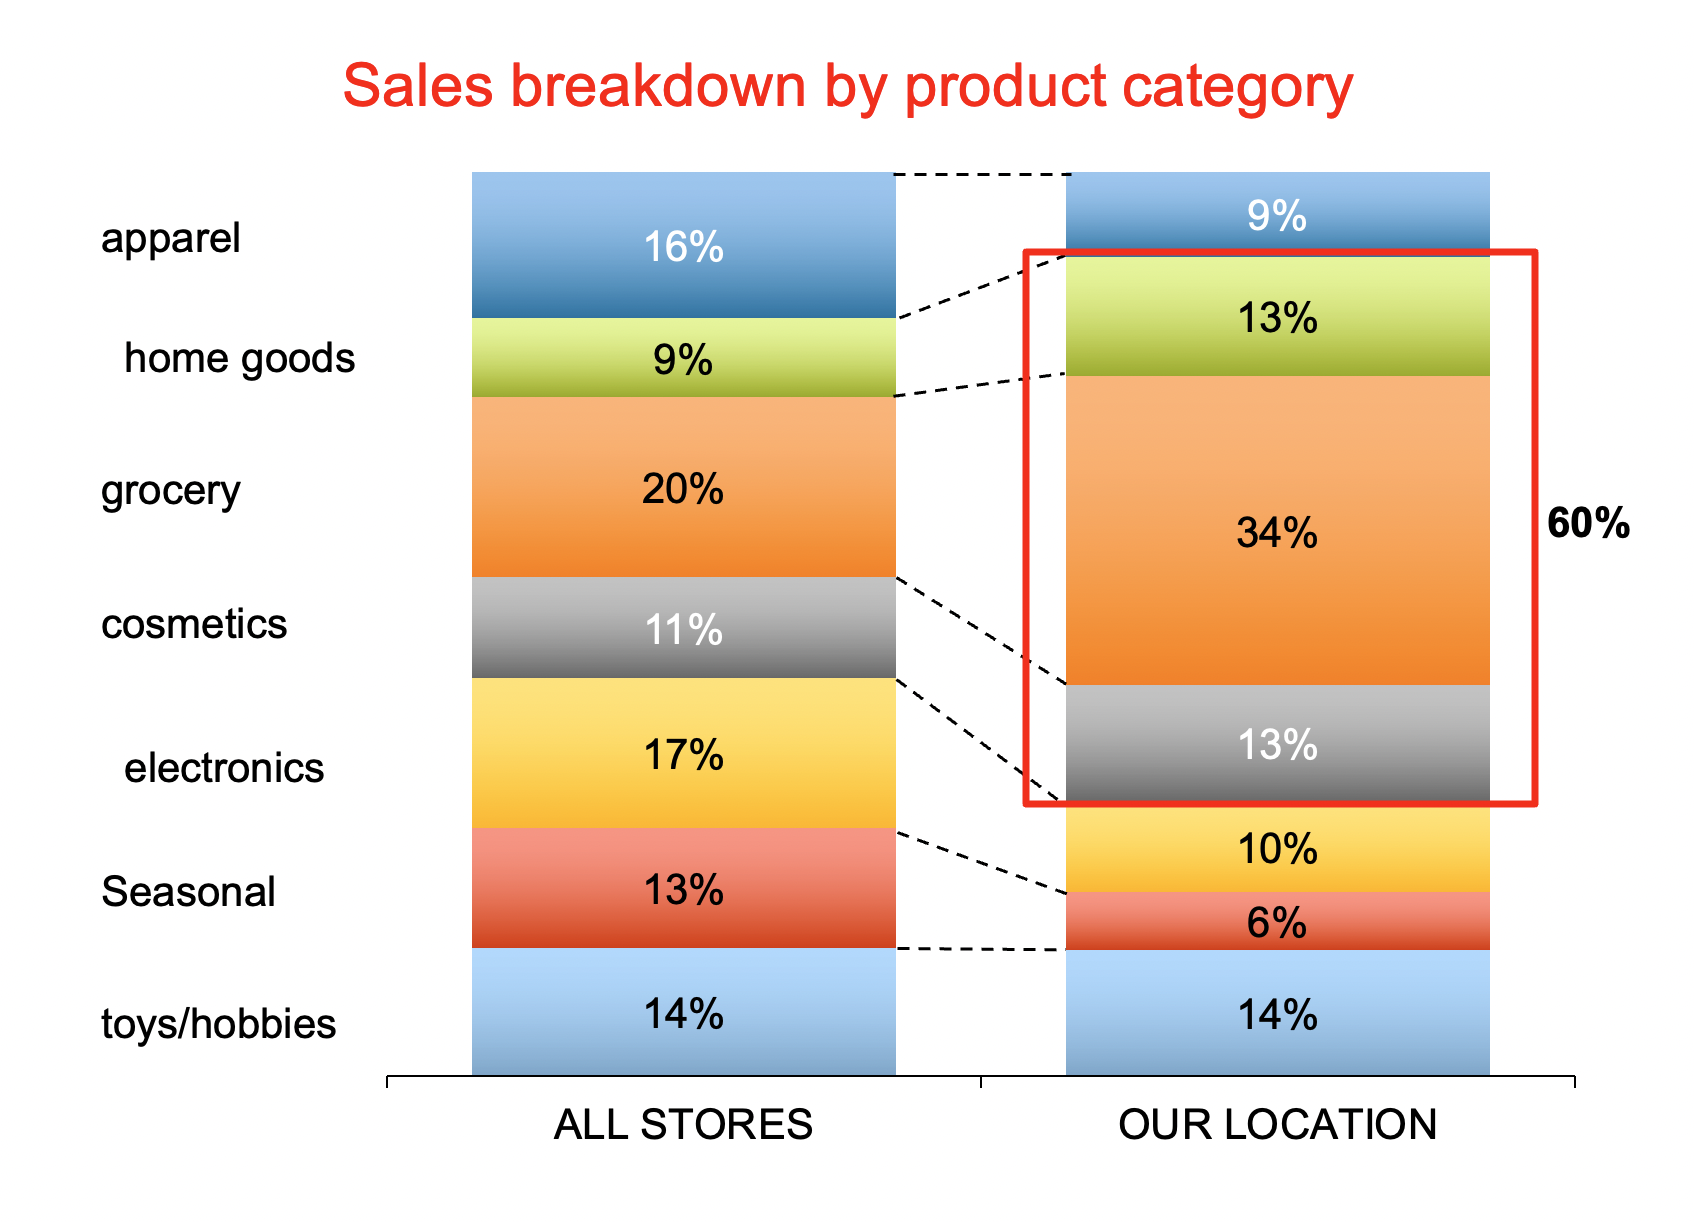 Sales breakdown by product category
apparel
16%
9%
home goods
9%
13%
grocery
20%
34%
60%
cosmetics
11%
13%
electronics
17%
10%
Seasonal
13%
6%
toys/hobbies
14%
14%
ALL STORES
OUR LOCATION